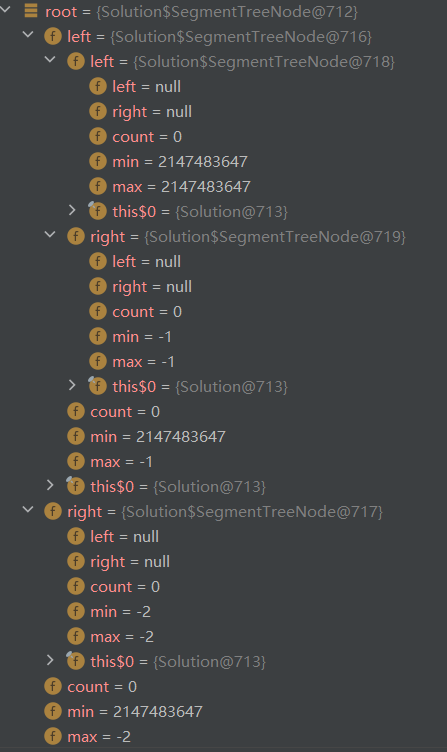 root = {Solution$SegmentTreeNode@712}
f left = {Solution$SegmentTreeNode@716}
f left = {Solution$SegmentTreeNode@718}
f left = null
f right = null
f count = 0
f min = 2147483647
f max = 2147483647
f this$0 = {Solution@713}
f right = {Solution$SegmentTreeNode@719}
f left = null
f right = null
f count = 0
f min = -1
f max = -1
f this$0 = {Solution@713}
f count = 0
f min = 2147483647
f max = -1
f this$0 = {Solution@713}
f right = {Solution$SegmentTreeNode@717}
f left = null
f right = null
f count = 0
f min = -2
f max = -2
f this$0 = {Solution@713}
f count = 0
f min = 2147483647
f max = -2